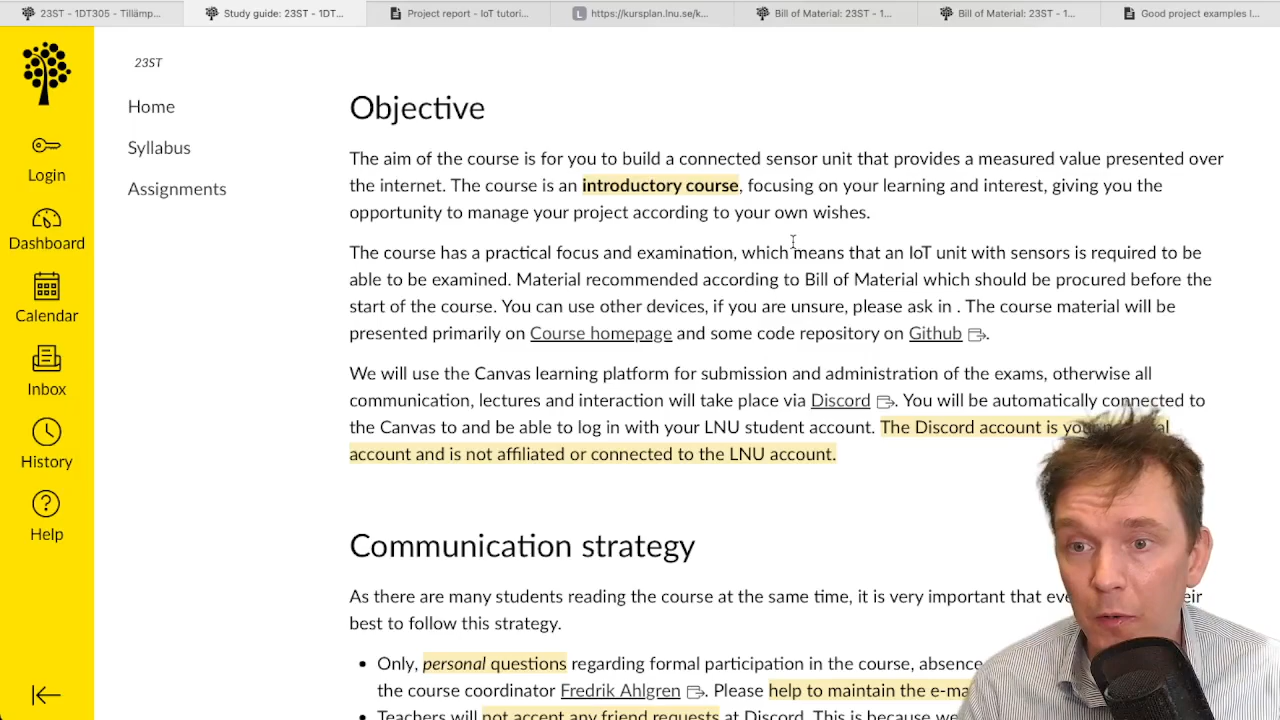 23ST - 1DT305 - Tillämp...
Study guide: 23ST - 1DT...
Project report - IoT tutori...
L https://kursplan.lnu.se/k...
Bill of Material: 23ST - 1...
Bill of Material: 23ST - 1...
Good project examples I...
Login
Dashboard
Calendar
Inbox
History
Help
23ST
Home
Syllabus
Assignments
Objective
The aim of the course is for you to build a connected sensor unit that provides a measured value presented over
the internet. The course is an introductory course, focusing on your learning and interest, giving you the
opportunity to manage your project according to your own wishes.
The course has a practical focus and examination, which means that an IoT unit with sensors is required to be
able to be examined. Material recommended according to Bill of Material which should be procured before the
start of the course. You can use other devices, if you are unsure, please ask in . The course material will be
presented primarily on Course homepage and some code repository on Github.
We will use the Canvas learning platform for submission and administration of the exams, otherwise all
communication, lectures and interaction will take place via Discord. You will be automatically connected to
the Canvas to and be able to log in with your LNU student account. The Discord account is
account and is not affiliated or connected to the LNU account.
Communication strategy
As there are many students reading the course at the same time, it is very important that
best to follow this strategy.
• Only, personal questions regarding formal participation in the course, absence
the course coordinator Fredrik Ahlgren. Please help to maintain the
• Teachers will not accept any friend requests at Discord. This is because we